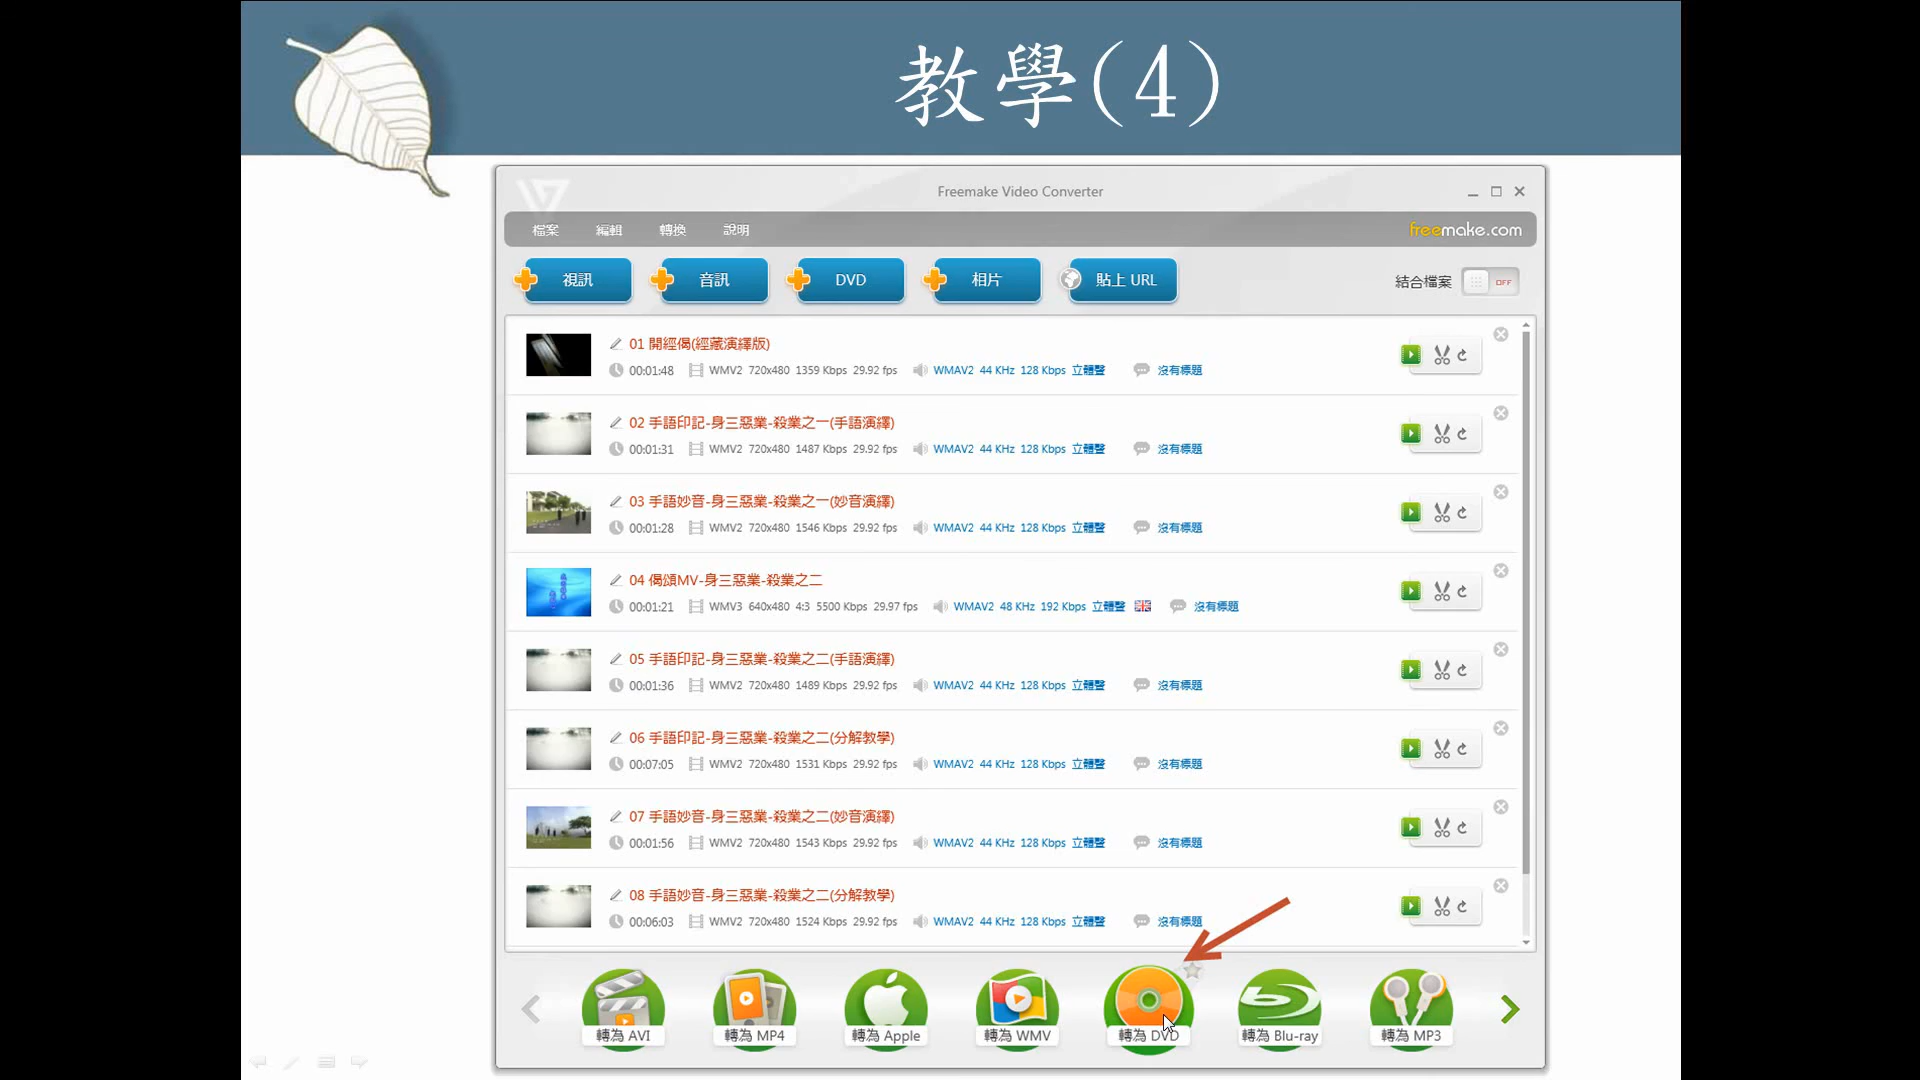 教學(4)
Freemake Video Converter
檔案 編輯 轉換 說明 freemake.com
視訊 音訊 DVD 相片 貼上 URL 結合檔案 OFF
01 開經偈(經藏演繹版)
00:01:48 WMV2 720x480 1359 Kbps 29.92 fps WMAV2 44 KHz 128 Kbps 立體聲 沒有標題
02 手語印記-身三惡業-殺業之一(手語演繹)
00:01:31 WMV2 720x480 1487 Kbps 29.92 fps WMAV2 44 KHz 128 Kbps 立體聲 沒有標題
03 手語妙音-身三惡業-殺業之一(妙音演繹)
00:01:28 WMV2 720x480 1546 Kbps 29.92 fps WMAV2 44 KHz 128 Kbps 立體聲 沒有標題
04 偈頌MV-身三惡業-殺業之二
00:01:21 WMV3 640x480 4:3 5500 Kbps 29.97 fps WMAV2 48 KHz 192 Kbps 立體聲 沒有標題
05 手語印記-身三惡業-殺業之二(手語演繹)
00:01:36 WMV2 720x480 1489 Kbps 29.92 fps WMAV2 44 KHz 128 Kbps 立體聲 沒有標題
06 手語印記-身三惡業-殺業之二(分解教學)
00:07:05 WMV2 720x480 1531 Kbps 29.92 fps WMAV2 44 KHz 128 Kbps 立體聲 沒有標題
07 手語妙音-身三惡業-殺業之二(妙音演繹)
00:01:56 WMV2 720x480 1543 Kbps 29.92 fps WMAV2 44 KHz 128 Kbps 立體聲 沒有標題
08 手語妙音-身三惡業-殺業之二(分解教學)
00:06:03 WMV2 720x480 1524 Kbps 29.92 fps WMAV2 44 KHz 128 Kbps 立體聲 沒有標題
轉為 AVI 轉為 MP4 轉為 Apple 轉為 WMV 轉為 DVD 轉為 Blu-ray 轉為 MP3